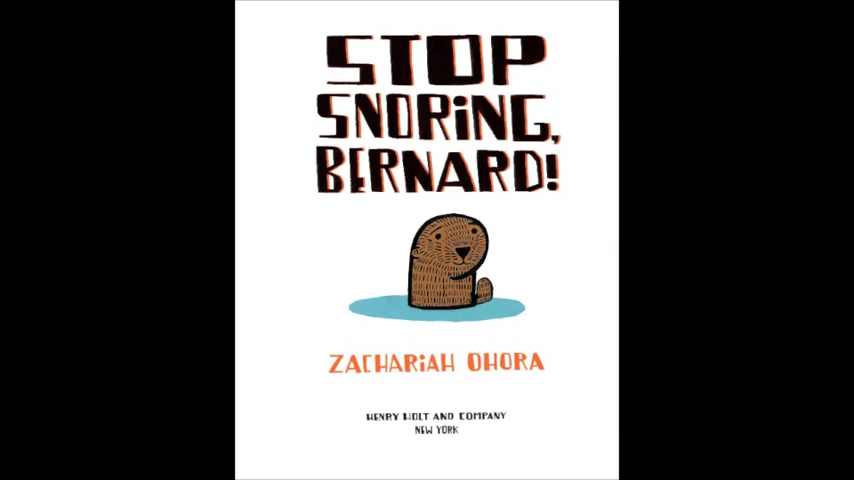 STOP
SNORiNG,
BERNARD!
ZACHARiAH OHORA
HENRY HOLT AND COMPANY
NEW YORK